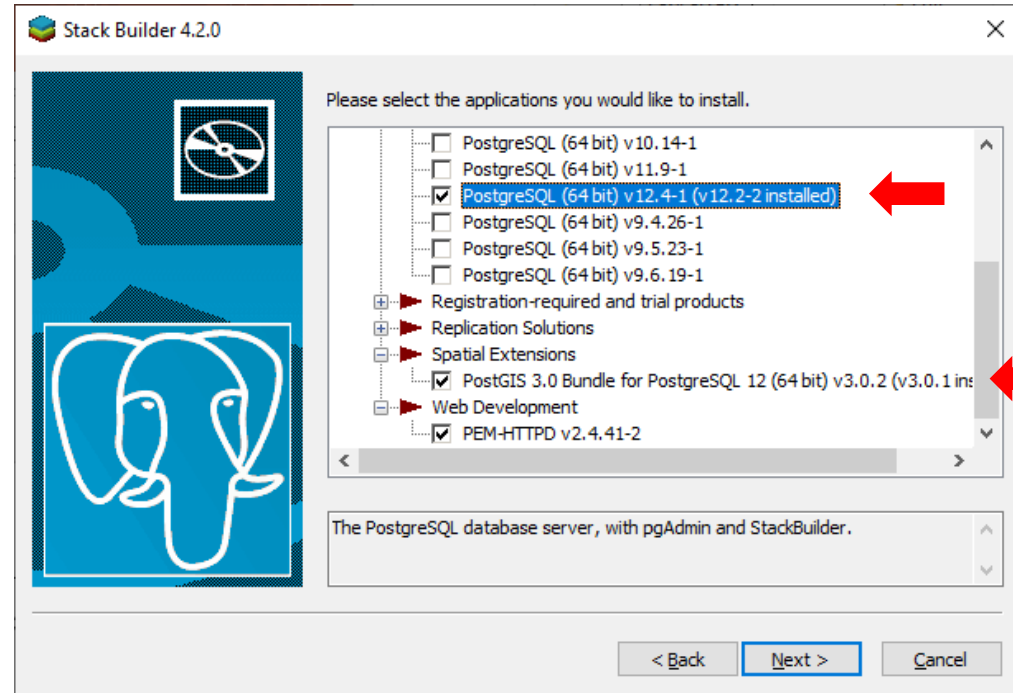 Stack Builder 4.2.0
Please select the applications you would like to install.
PostgreSQL (64 bit) v10.14-1
PostgreSQL (64 bit) v11.9-1
PostgreSQL (64 bit) v12.4-1 (v12.2-2 installed)
PostgreSQL (64 bit) v9.4.26-1
PostgreSQL (64 bit) v9.5.23-1
PostgreSQL (64 bit) v9.6.19-1
Registration-required and trial products
Replication Solutions
Spatial Extensions
PostGIS 3.0 Bundle for PostgreSQL 12 (64 bit) v3.0.2 (v3.0.1 ins
Web Development
PEM-HTTPD v2.4.41-2
The PostgreSQL database server, with pgAdmin and StackBuilder.
< Back Next > Cancel